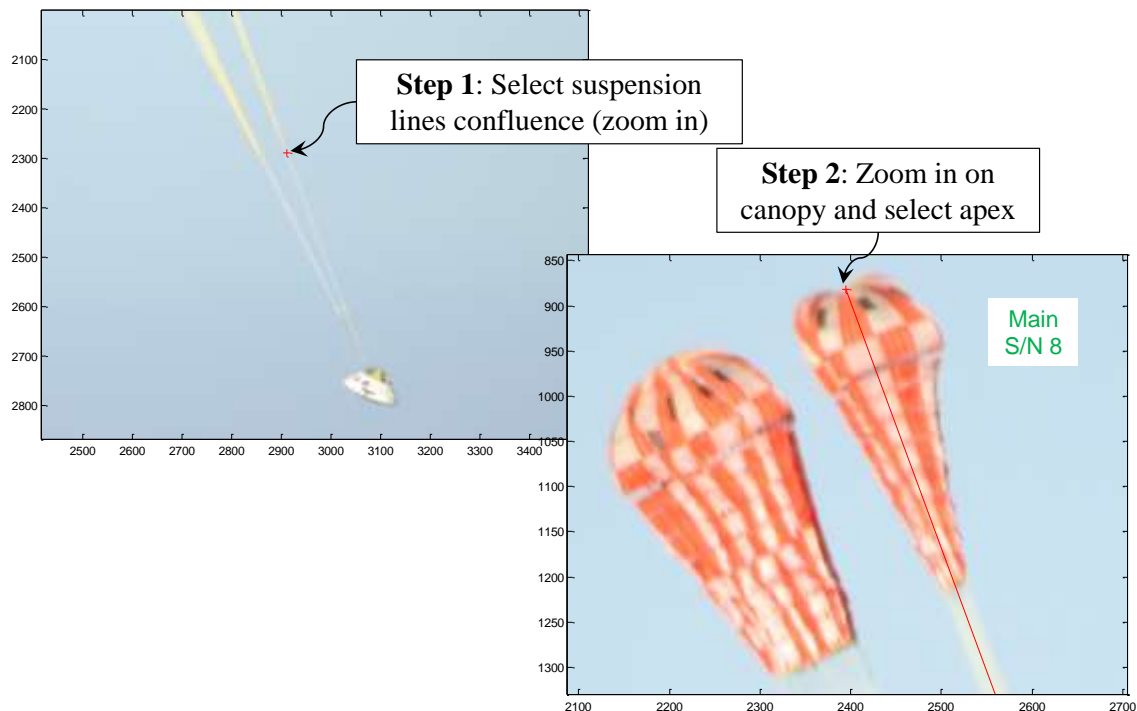 2100
2200
2300
2400
2500
2600
2700
2800
2500 2600 2700 2800 2900 3000 3100 3200 3300 3400
Step 1: Select suspension
lines confluence (zoom in)
Step 2: Zoom in on
canopy and select apex
850
900
950
1000
1050
1100
1150
1200
1250
1300
2100 2200 2300 2400 2500 2600 2700
Main
S/N 8